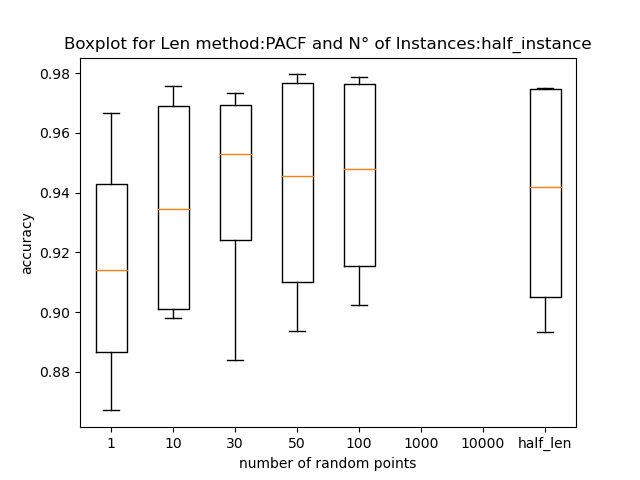 Boxplot for Len method:PACF and N° of Instances:half_instance
0.98
0.96
0.94
0.92
0.90
0.88
accuracy
1 10 30 50 100 1000 10000 half_len
number of random points